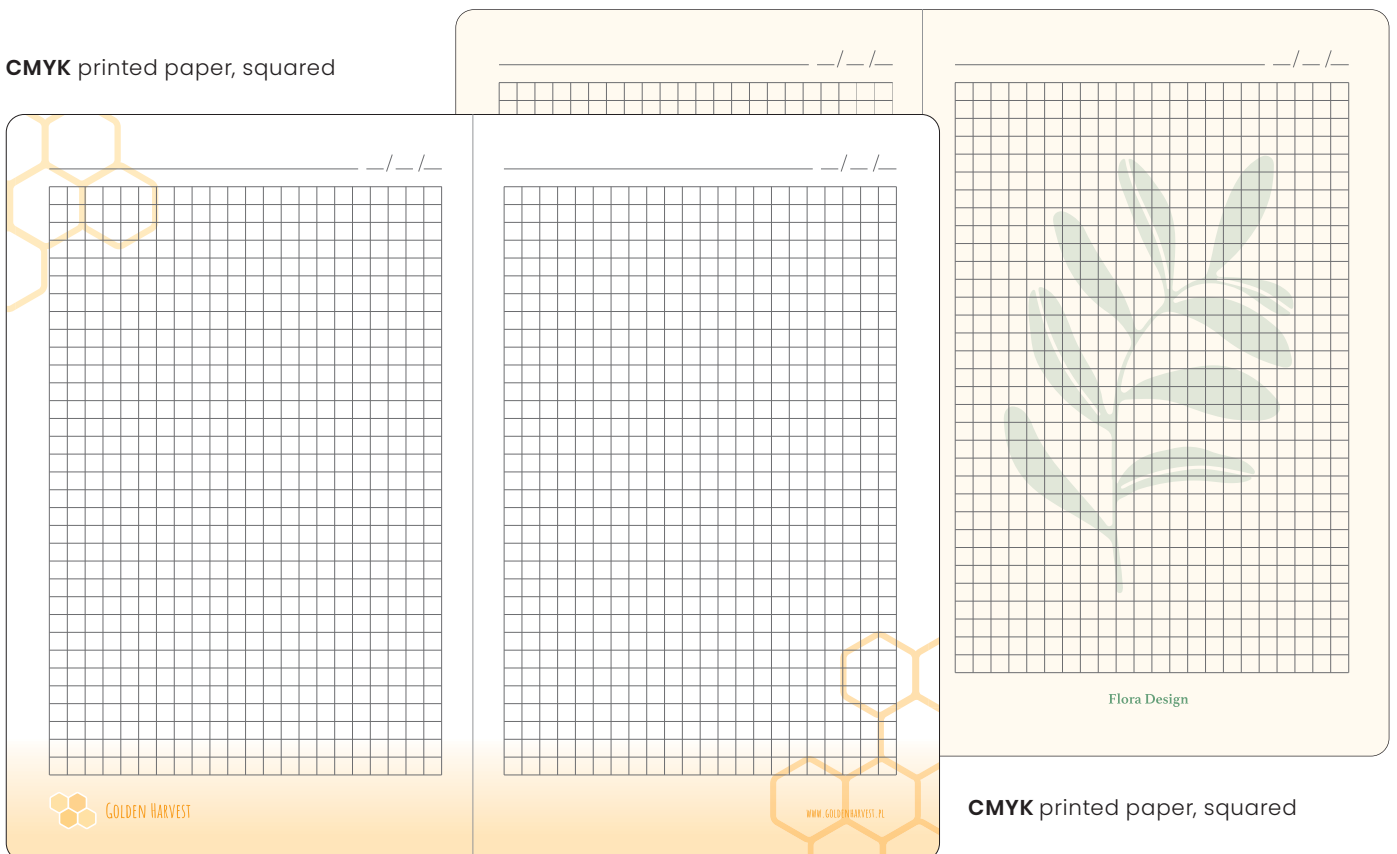 CMYK printed paper, squared
__/__/__
__/__/__
__/__/__
__/__/__
Flora Design
GOLDEN HARVEST
WWW.GOLDENHARVEST.PL
CMYK printed paper, squared